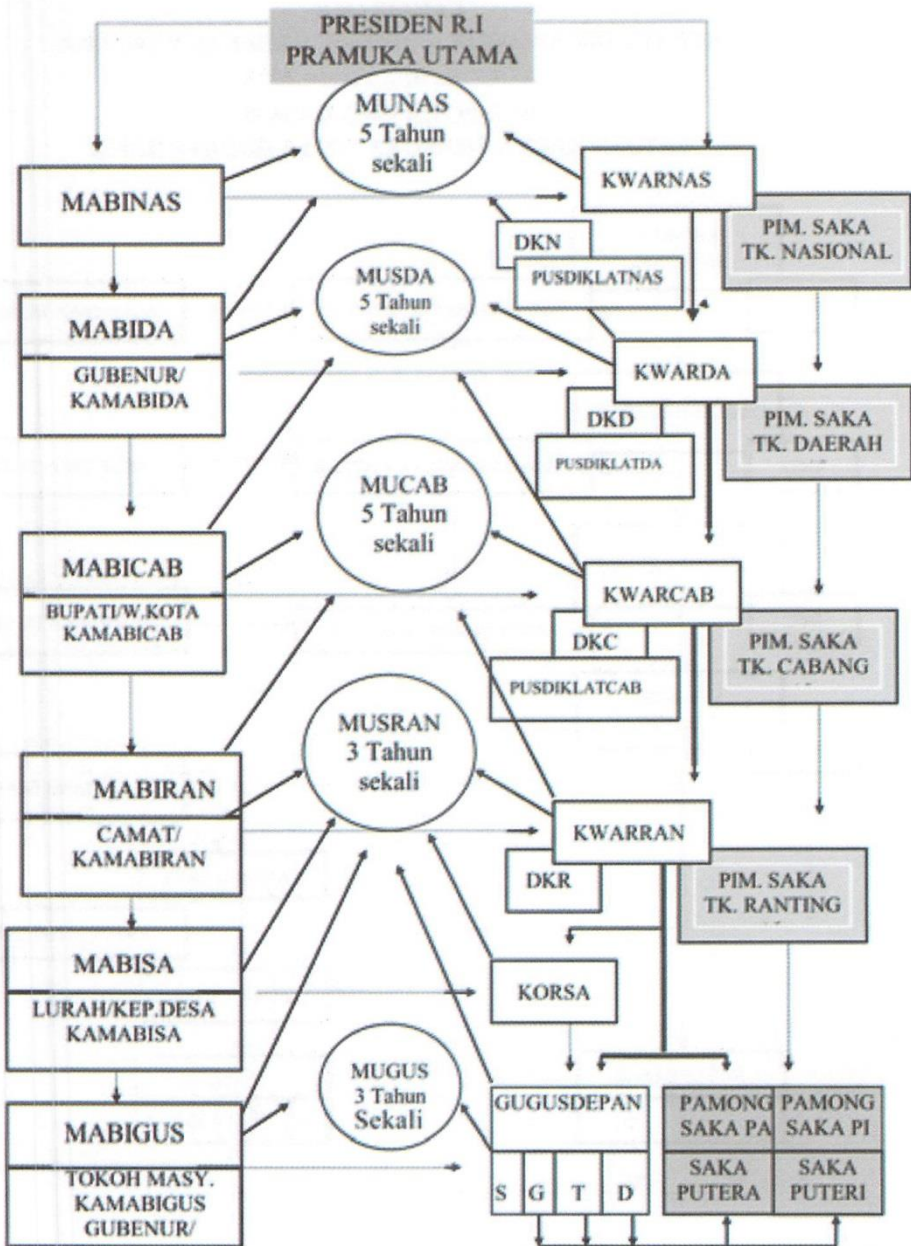 PRESIDEN R.I
PRAMUKA UTAMA
MUNAS
5 Tahun
sekali
MABINAS
KWARNAS
PIM. SAKA
TK. NASIONAL
DKN
PUSDIKLATNAS
MUSDA
5 Tahun
sekali
MABIDA
GUBENUR/
KAMABIDA
KWARDA
DKD
PUSDIKLATDA
PIM. SAKA
TK. DAERAH
MUCAB
5 Tahun
sekali
MABICAB
BUPATI/W.KOTA
KAMABICAB
KWARCAB
DKC
PUSDIKLATCAB
PIM. SAKA
TK. CABANG
MUSRAN
3 Tahun
sekali
MABIRAN
CAMAT/
KAMABIRAN
KWARRAN
DKR
PIM. SAKA
TK. RANTING
MABISA
LURAH/KEP.DESA
KAMABISA
KORSA
MUGUS
3 Tahun
Sekali
MABIGUS
TOKOH MASY.
KAMABIGUS
GUBENUR/
GUGUSDEPAN
S G T D
PAMONG
SAKA PA
PAMONG
SAKA PI
SAKA
PUTERA
SAKA
PUTERI